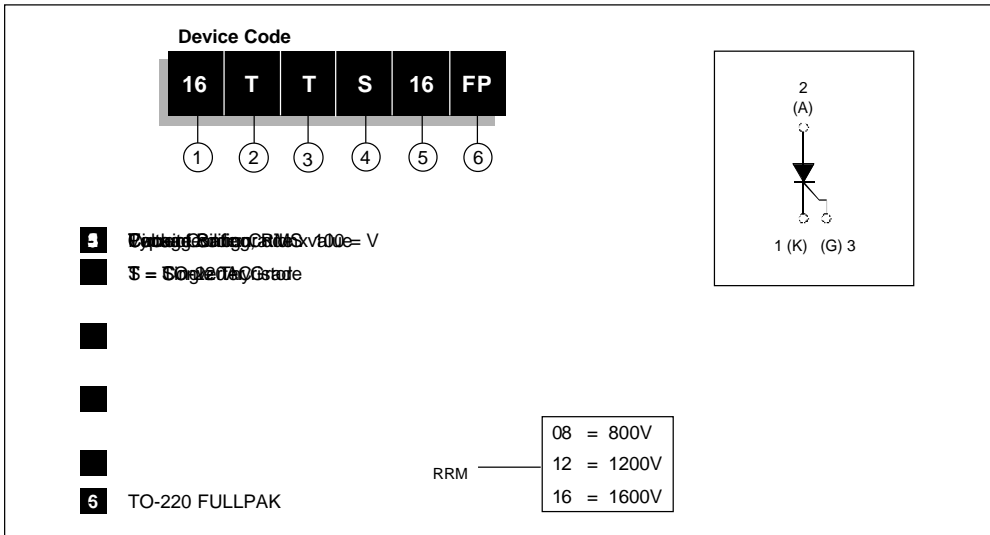 Device Code
16 T T S 16 FP
1 2 3 4 5 6
2
(A)
1 (K) (G) 3
08 = 800V
12 = 1200V
16 = 1600V
RRM
6 TO-220 FULLPAK